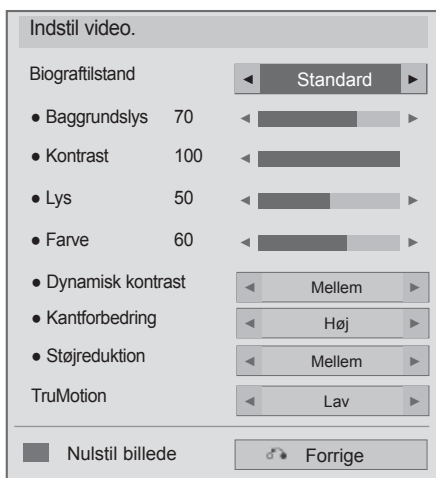 Indstil video.
Biograftilstand ◄ Standard ►
● Baggrundslys 70 ◄ ►
● Kontrast 100 ◄
● Lys 50 ◄ ►
● Farve 60 ◄ ►
● Dynamisk kontrast ◄ Mellem ►
● Kantforbedring ◄ Høj ►
● Støjreduktion ◄ Mellem ►
TruMotion ◄ Lav ►
Nulstil billede Forrige